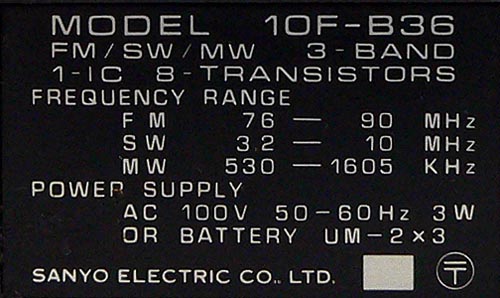 MODEL 10F-B36
FM/SW/MW 3-BAND
1-IC 8-TRANSISTORS
FREQUENCY RANGE
FM 76 — 90 MHz
SW 3.2 — 10 MHz
MW 530 — 1605 KHz
POWER SUPPLY
AC 100V 50-60Hz 3W
OR BATTERY UM-2×3
SANYO ELECTRIC CO., LTD. 〶